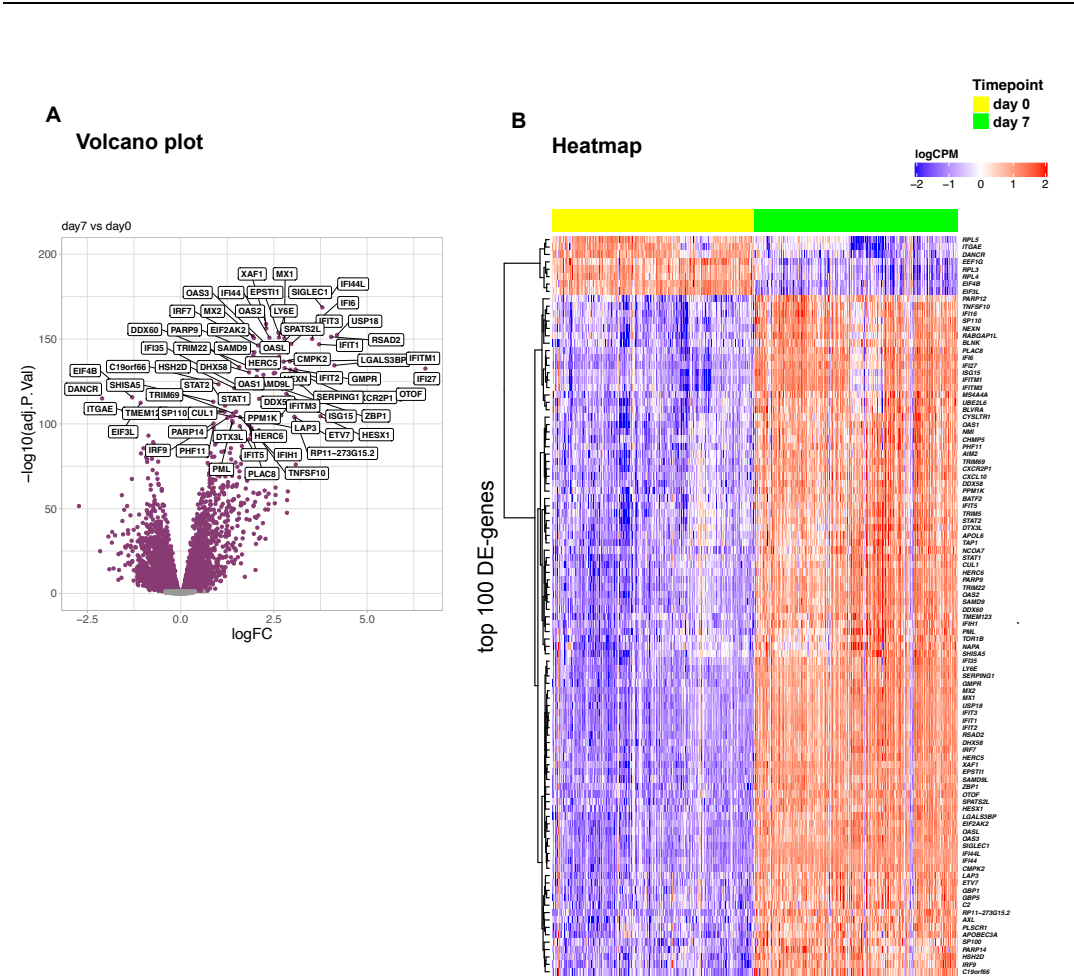 A
Volcano plot
day7 vs day0
200
150
100
50
0
−log10(adj.P.Val)
−2.5
0.0
2.5
5.0
logFC
XAF1
MX1
IFI44L
OAS3
IFI44
EPSTI1
SIGLEC1
IFI6
IRF7
MX2
OAS2
LY6E
IFIT3
USP18
DDX60
PARP9
EIF2AK2
SPATS2L
RSAD2
IFI35
TRIM22
SAMD9
OASL
IFIT1
CMPK2
LGALS3BP
IFITM1
EIF4B
C19orf66
HSH2D
DHX58
HERC5
IFIT2
GMPR
IFI27
DANCR
SHISA5
STAT2
OAS1
TRIM69
STAT1
SERPING1
OTOF
ITGAE
SP110
CUL1
PPM1K
IFITM3
ISG15
ZBP1
EIF3L
PARP14
DTX3L
HERC6
LAP3
ETV7
HESX1
IRF9
PHF11
IFIT5
IFIH1
RP11−273G15.2
PML
PLAC8
TNFSF10
B
Heatmap
Timepoint
day 0
day 7
logCPM
−2 −1 0 1 2
top 100 DE-genes
RPL5
ITGAE
DANCR
EEF1G
RPL3
RPL4
EIF4B
EIF3L
PARP12
TNFSF10
IFI16
SP110
NEXN
RABGAP1L
BLNK
PLAC8
IFI6
IFI27
ISG15
IFITM1
IFITM3
MS4A4A
UBE2L6
BLVRA
CYSLTR1
OAS1
NMI
CHMP5
PHF11
AIM2
TRIM69
CXCR2P1
CXCL10
DDX58
PPM1K
BATF2
IFIT5
TRIM5
STAT2
DTX3L
APOL6
TAP1
NCOA7
STAT1
CUL1
HERC6
PARP9
TRIM22
OAS2
SAMD9
DDX60
TMEM123
IFIH1
PML
TOR1B
NAPA
SHISA5
IFI35
LY6E
SERPING1
GMPR
MX2
MX1
USP18
IFIT3
IFIT1
IFIT2
RSAD2
DHX58
IRF7
HERC5
XAF1
EPSTI1
SAMD9L
ZBP1
OTOF
SPATS2L
HESX1
LGALS3BP
EIF2AK2
OASL
OAS3
SIGLEC1
IFI44L
IFI44
CMPK2
LAP3
ETV7
GBP1
GBP5
C2
RP11−273G15.2
AXL
PLSCR1
APOBEC3A
SP100
PARP14
HSH2D
IRF9
C19orf66